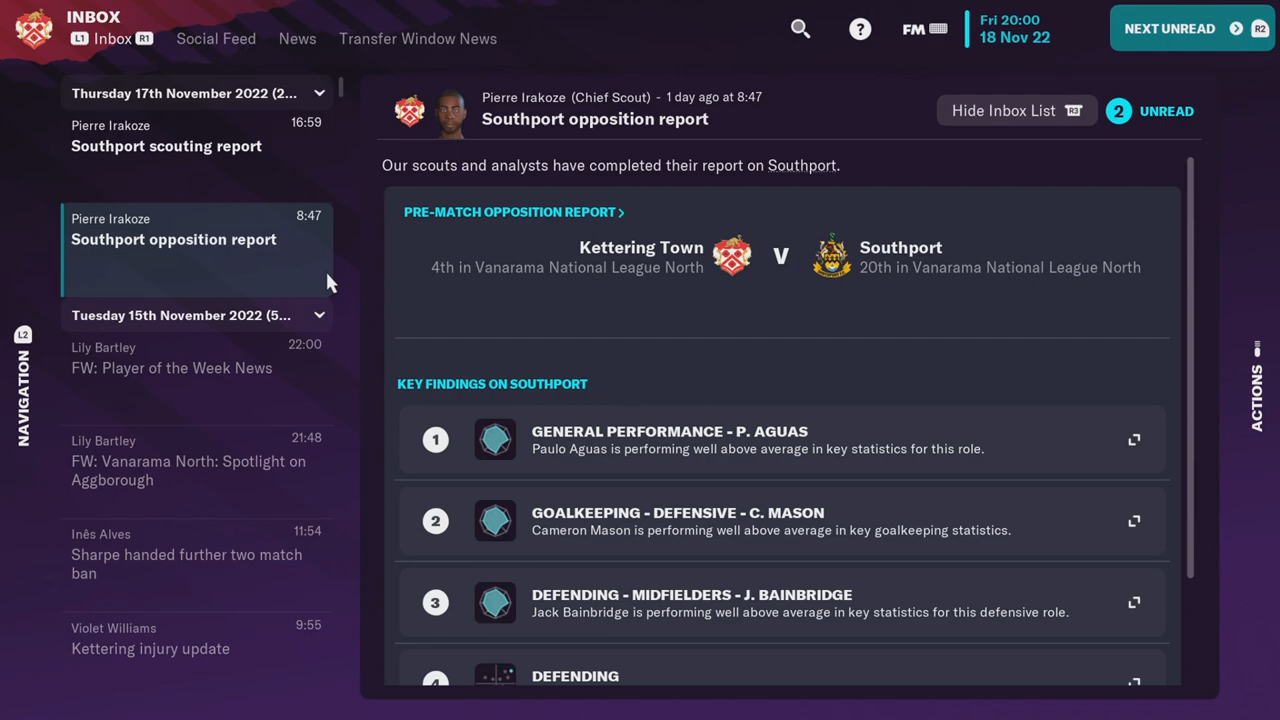 INBOX
L1 Inbox R1 Social Feed News Transfer Window News
?
FM
Fri 20:00
18 Nov 22
NEXT UNREAD R2
Thursday 17th November 2022 (2...
Pierre Irakoze 16:59
Southport scouting report
Pierre Irakoze 8:47
Southport opposition report
Tuesday 15th November 2022 (5...
Lily Bartley 22:00
FW: Player of the Week News
Lily Bartley 21:48
FW: Vanarama North: Spotlight on
Aggborough
Inês Alves 11:54
Sharpe handed further two match
ban
Violet Williams 9:55
Kettering injury update
L2
NAVIGATION
Pierre Irakoze (Chief Scout) - 1 day ago at 8:47
Southport opposition report
Hide Inbox List R3
2 UNREAD
Our scouts and analysts have completed their report on Southport.
PRE-MATCH OPPOSITION REPORT >
Kettering Town V Southport
4th in Vanarama National League North 20th in Vanarama National League North
KEY FINDINGS ON SOUTHPORT
1 GENERAL PERFORMANCE - P. AGUAS
Paulo Aguas is performing well above average in key statistics for this role.
2 GOALKEEPING - DEFENSIVE - C. MASON
Cameron Mason is performing well above average in key goalkeeping statistics.
3 DEFENDING - MIDFIELDERS - J. BAINBRIDGE
Jack Bainbridge is performing well above average in key statistics for this defensive role.
4 DEFENDING
ACTIONS